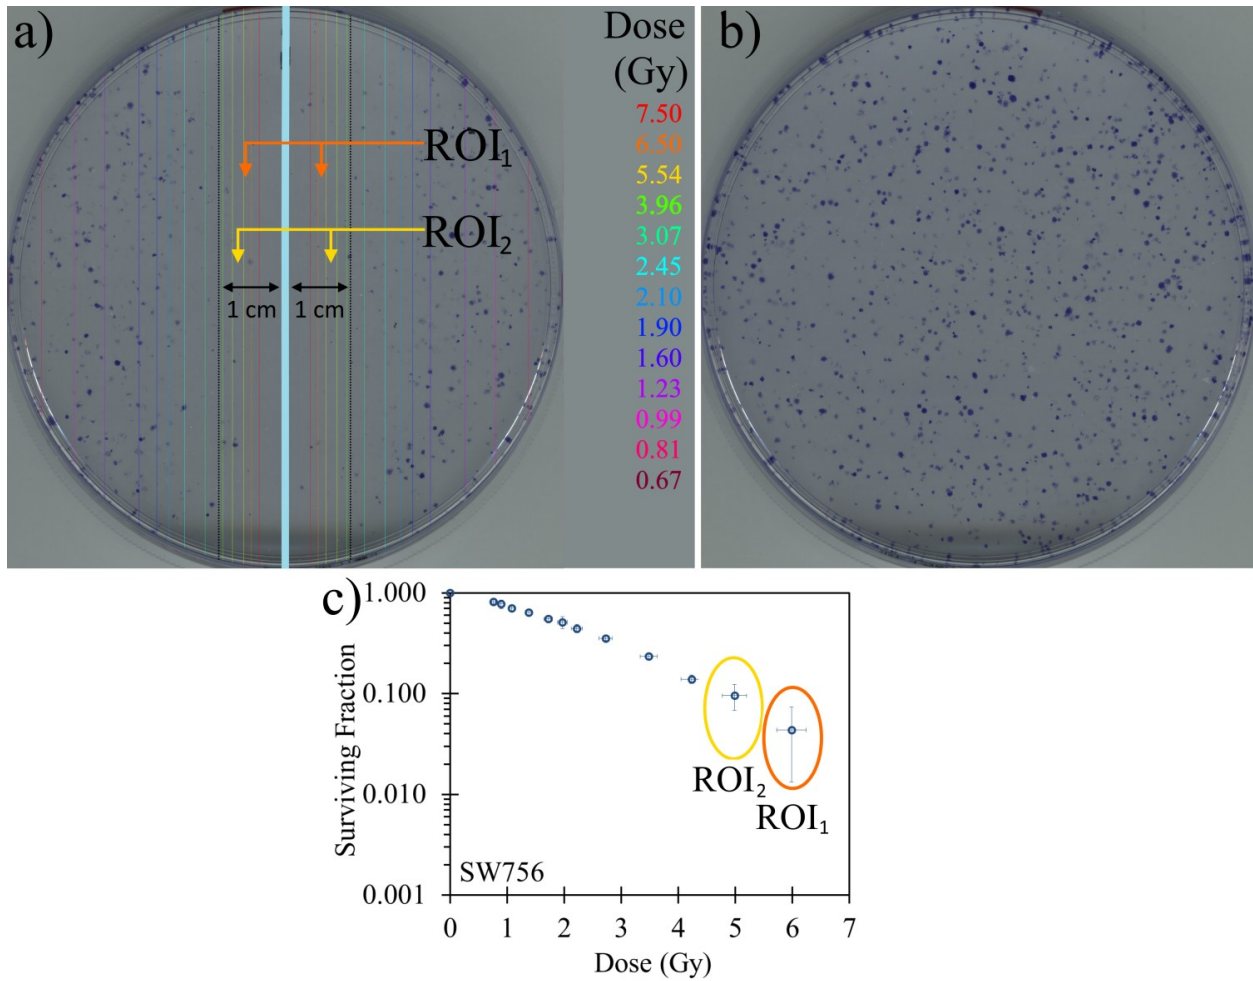 a)
ROI1
ROI2
1 cm 1 cm
Dose
(Gy)
7.50
6.50
5.54
3.96
3.07
2.45
2.10
1.90
1.60
1.23
0.99
0.81
0.67
b)
c)
Surviving Fraction
1.000
0.100
0.010
0.001
ROI2
ROI1
SW756
0 1 2 3 4 5 6 7
Dose (Gy)